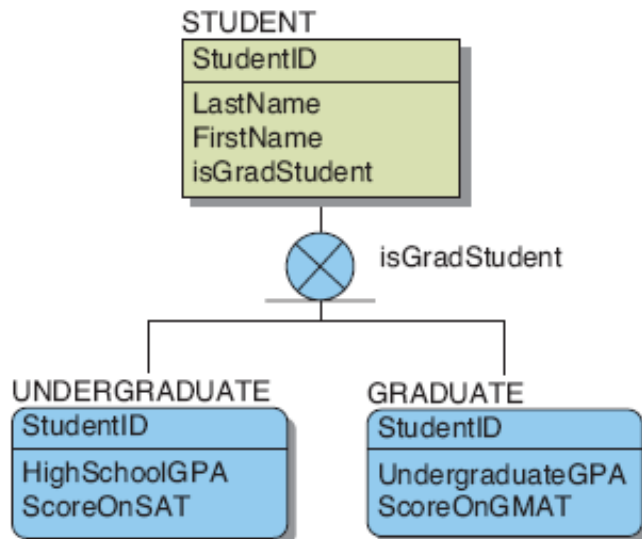 STUDENT
StudentID
LastName
FirstName
isGradStudent
isGradStudent
UNDERGRADUATE
StudentID
HighSchoolGPA
ScoreOnSAT
GRADUATE
StudentID
UndergraduateGPA
ScoreOnGMAT